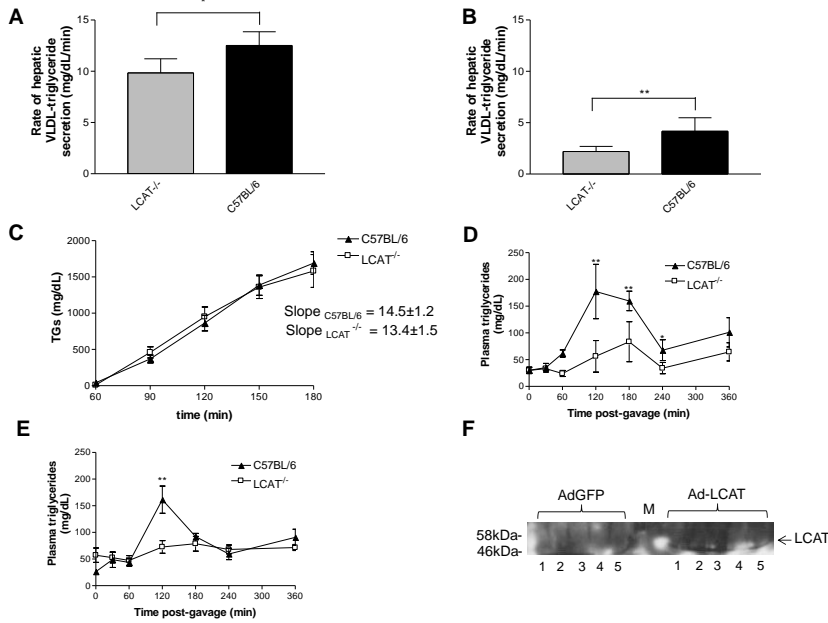 A
Rate of hepatic
VLDL-triglyceride
secretion (mg/dL/min)
15
10
5
0
LCAT-/-
C57BL/6
B
Rate of hepatic
VLDL-triglyceride
secretion (mg/dL/min)
15
10
5
0
**
LCAT-/-
C57BL/6
C
TGs (mg/dL)
2000
1500
1000
500
0
60 90 120 150 180
time (min)
C57BL/6
LCAT-/-
Slope C57BL/6 = 14.5±1.2
Slope LCAT-/- = 13.4±1.5
D
Plasma triglycerides
(mg/dL)
250
200
150
100
50
0
** ** *
0 60 120 180 240 300 360
Time post-gavage (min)
C57BL/6
LCAT-/-
E
Plasma triglycerides
(mg/dL)
250
200
150
100
50
0
**
0 60 120 180 240 300 360
Time post-gavage (min)
C57BL/6
LCAT-/-
F
AdGFP M Ad-LCAT
58kDa-
46kDa-
←LCAT
1 2 3 4 5 1 2 3 4 5